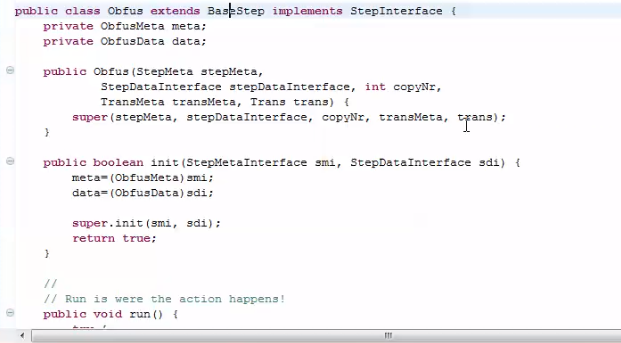 public class Obfus extends BaseStep implements StepInterface {
private ObfusMeta meta;
private ObfusData data;
public Obfus(StepMeta stepMeta,
StepDataInterface stepDataInterface, int copyNr,
TransMeta transMeta, Trans trans) {
super(stepMeta, stepDataInterface, copyNr, transMeta, trans);
}
public boolean init(StepMetaInterface smi, StepDataInterface sdi) {
meta=(ObfusMeta)smi;
data=(ObfusData)sdi;
super.init(smi, sdi);
return true;
}
//
// Run is were the action happens!
public void run() {